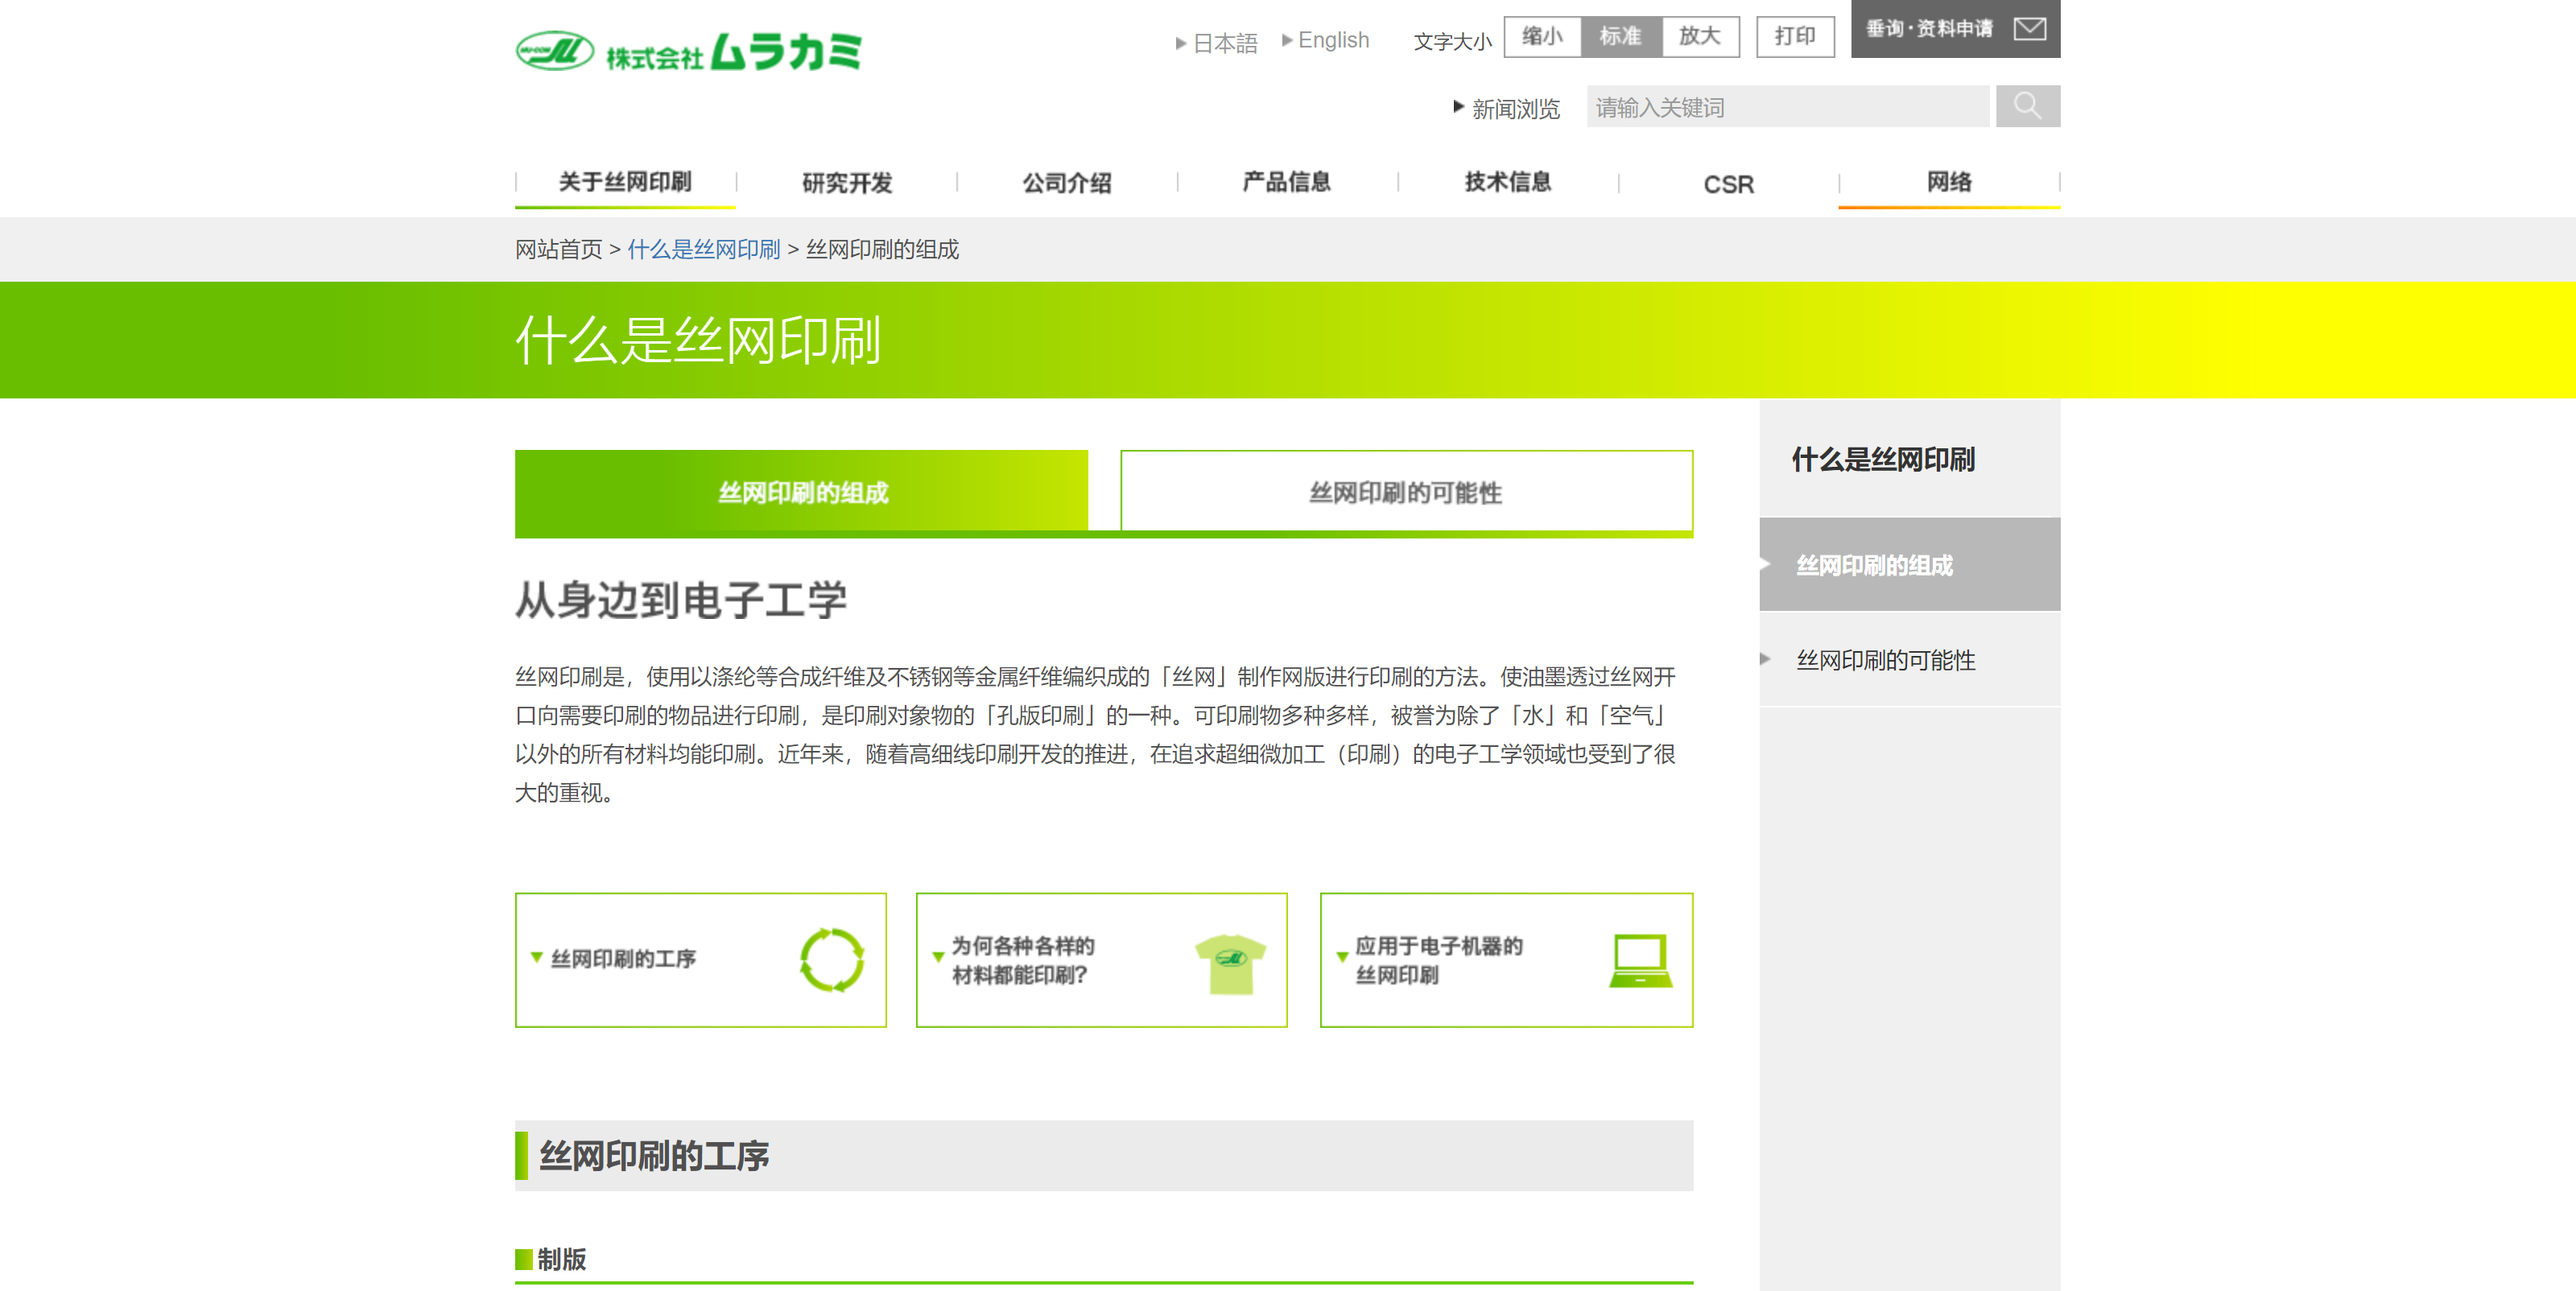 MU-COM 株式会社ムラカミ
日本語 English 文字大小 缩小 标准 放大 打印 垂询·资料申请
新闻浏览 请输入关键词
关于丝网印刷 研究开发 公司介绍 产品信息 技术信息 CSR 网络
网站首页 > 什么是丝网印刷 > 丝网印刷的组成
什么是丝网印刷
丝网印刷的组成 丝网印刷的可能性
从身边到电子工学
丝网印刷是，使用以涤纶等合成纤维及不锈钢等金属纤维编织成的「丝网」制作网版进行印刷的方法。使油墨透过丝网开
口向需要印刷的物品进行印刷，是印刷对象物的「孔版印刷」的一种。可印刷物多种多样，被誉为除了「水」和「空气」
以外的所有材料均能印刷。近年来，随着高细线印刷开发的推进，在追求超细微加工（印刷）的电子工学领域也受到了很
大的重视。
丝网印刷的工序
为何各种各样的
材料都能印刷?
应用于电子机器的
丝网印刷
丝网印刷的工序
制版
什么是丝网印刷
丝网印刷的组成
丝网印刷的可能性